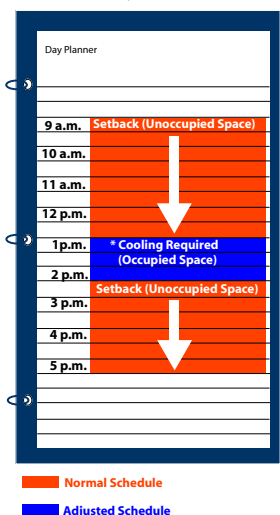 Day Planner
9 a.m. Setback (Unoccupied Space)
10 a.m.
11 a.m.
12 p.m.
1p.m. * Cooling Required
(Occupied Space)
2 p.m.
Setback (Unoccupied Space)
3 p.m.
4 p.m.
5 p.m.
Normal Schedule
Adjusted Schedule